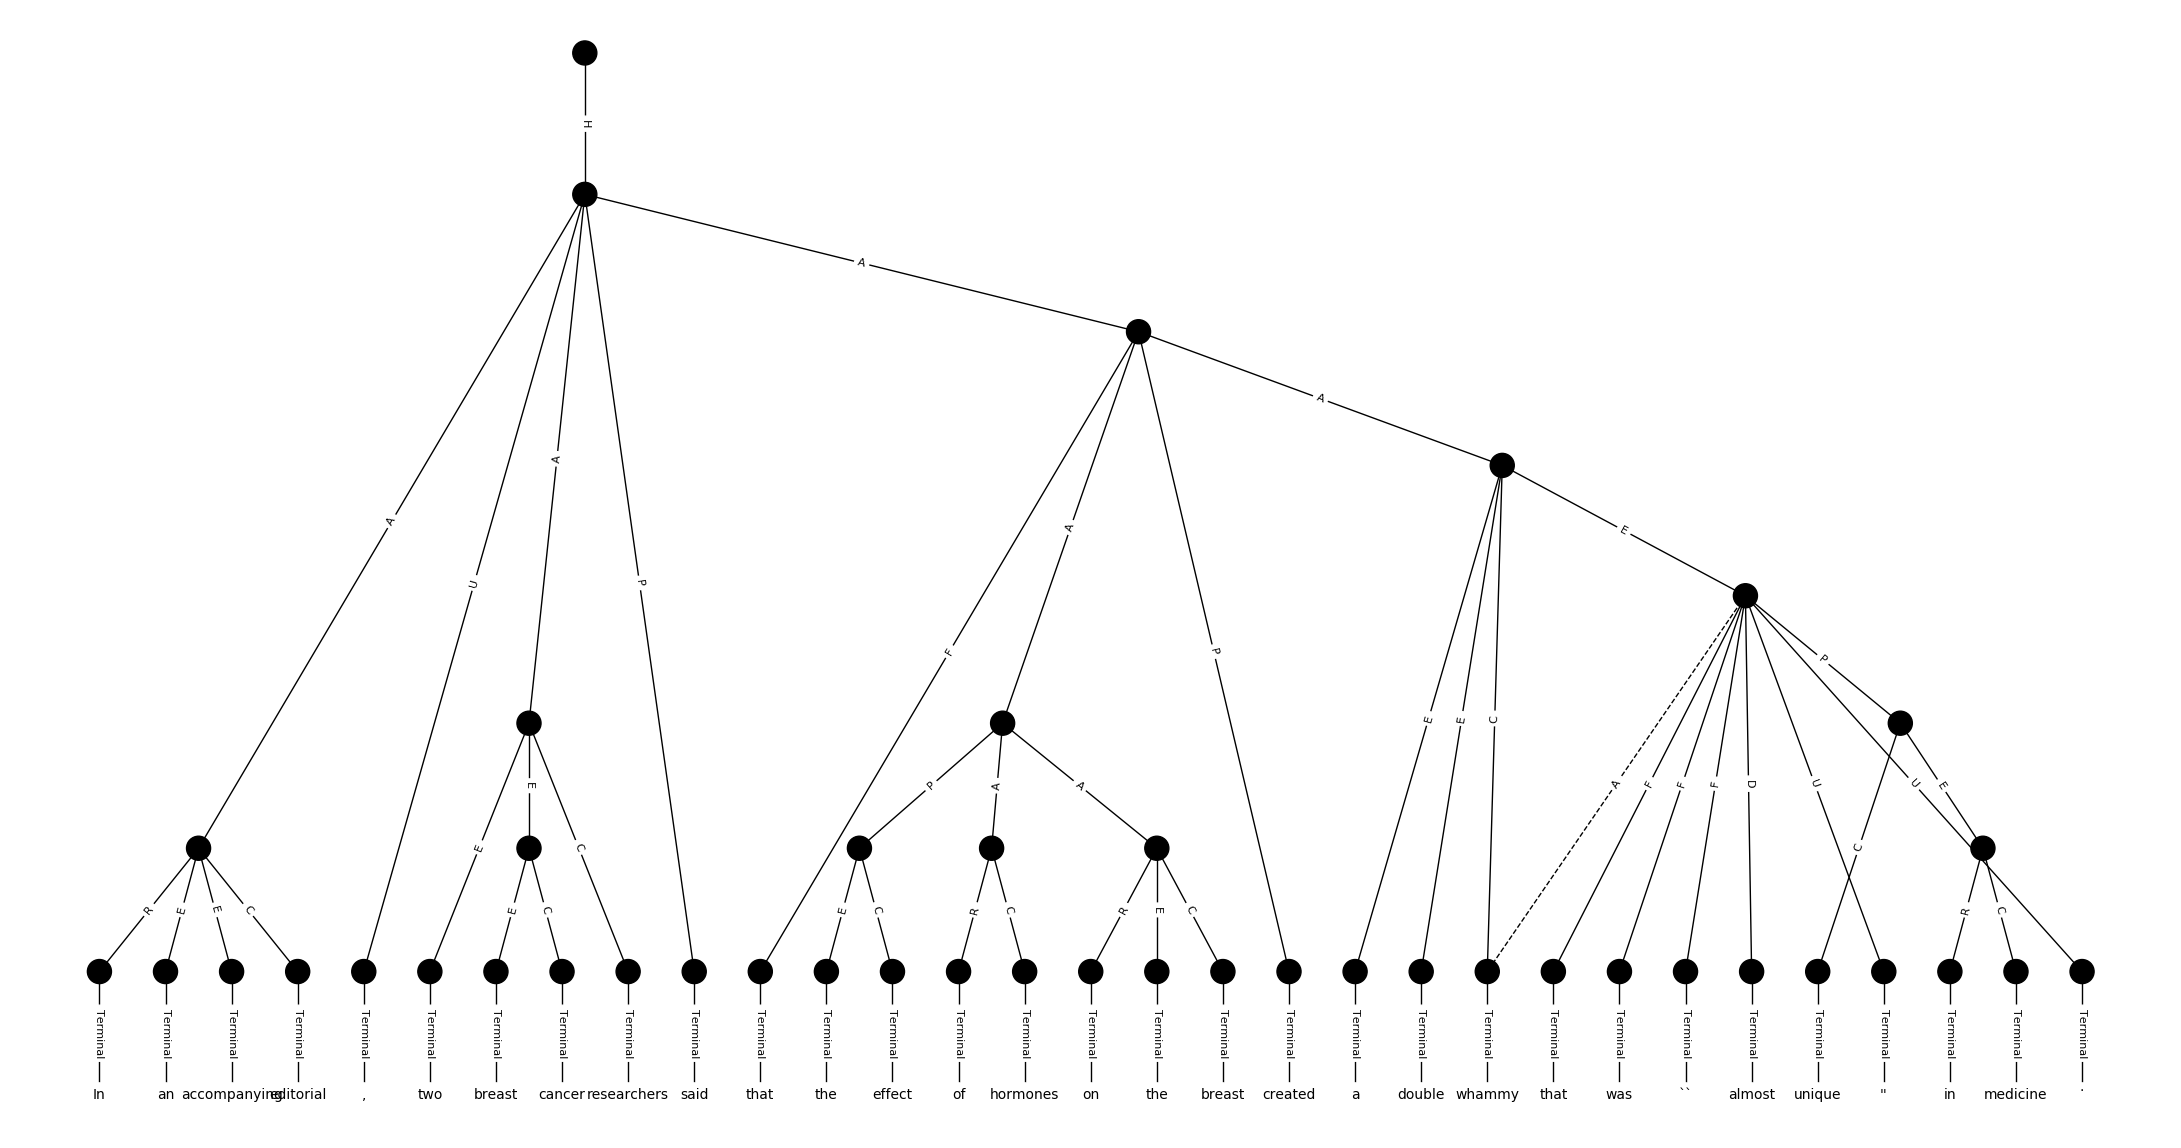 H
A
A
A
A
A
E
U
P
F
P
E
E
C
P
A
F
F
F
D
U
U
E
E
E
C
P
A
A
C
R
E
E
C
E
C
E
C
R
C
R
E
C
R
C
Terminal Terminal Terminal Terminal Terminal Terminal Terminal Terminal Terminal Terminal Terminal Terminal Terminal Terminal Terminal Terminal Terminal Terminal Terminal Terminal Terminal Terminal Terminal Terminal Terminal Terminal Terminal Terminal Terminal Terminal Terminal
In an accompanying editorial , two breast cancer researchers said that the effect of hormones on the breast created a double whammy that was `` almost unique " in medicine .